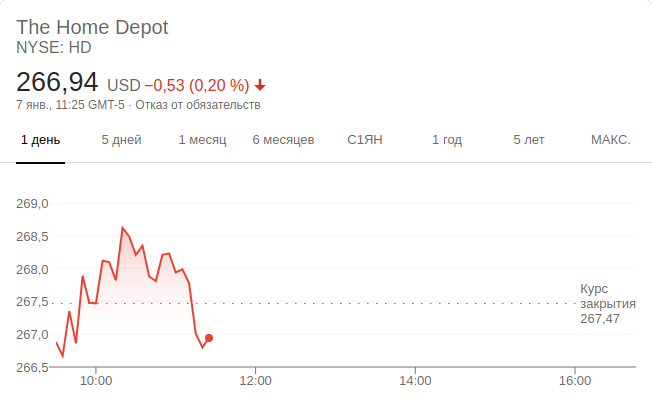 The Home Depot
NYSE: HD
266,94 USD −0,53 (0,20 %)
7 янв., 11:25 GMT-5 · Отказ от обязательств
1 день 5 дней 1 месяц 6 месяцев С1ЯН 1 год 5 лет МАКС.
269,0
268,5
268,0
267,5
267,0
266,5
Курс
закрытия
267,47
10:00 12:00 14:00 16:00